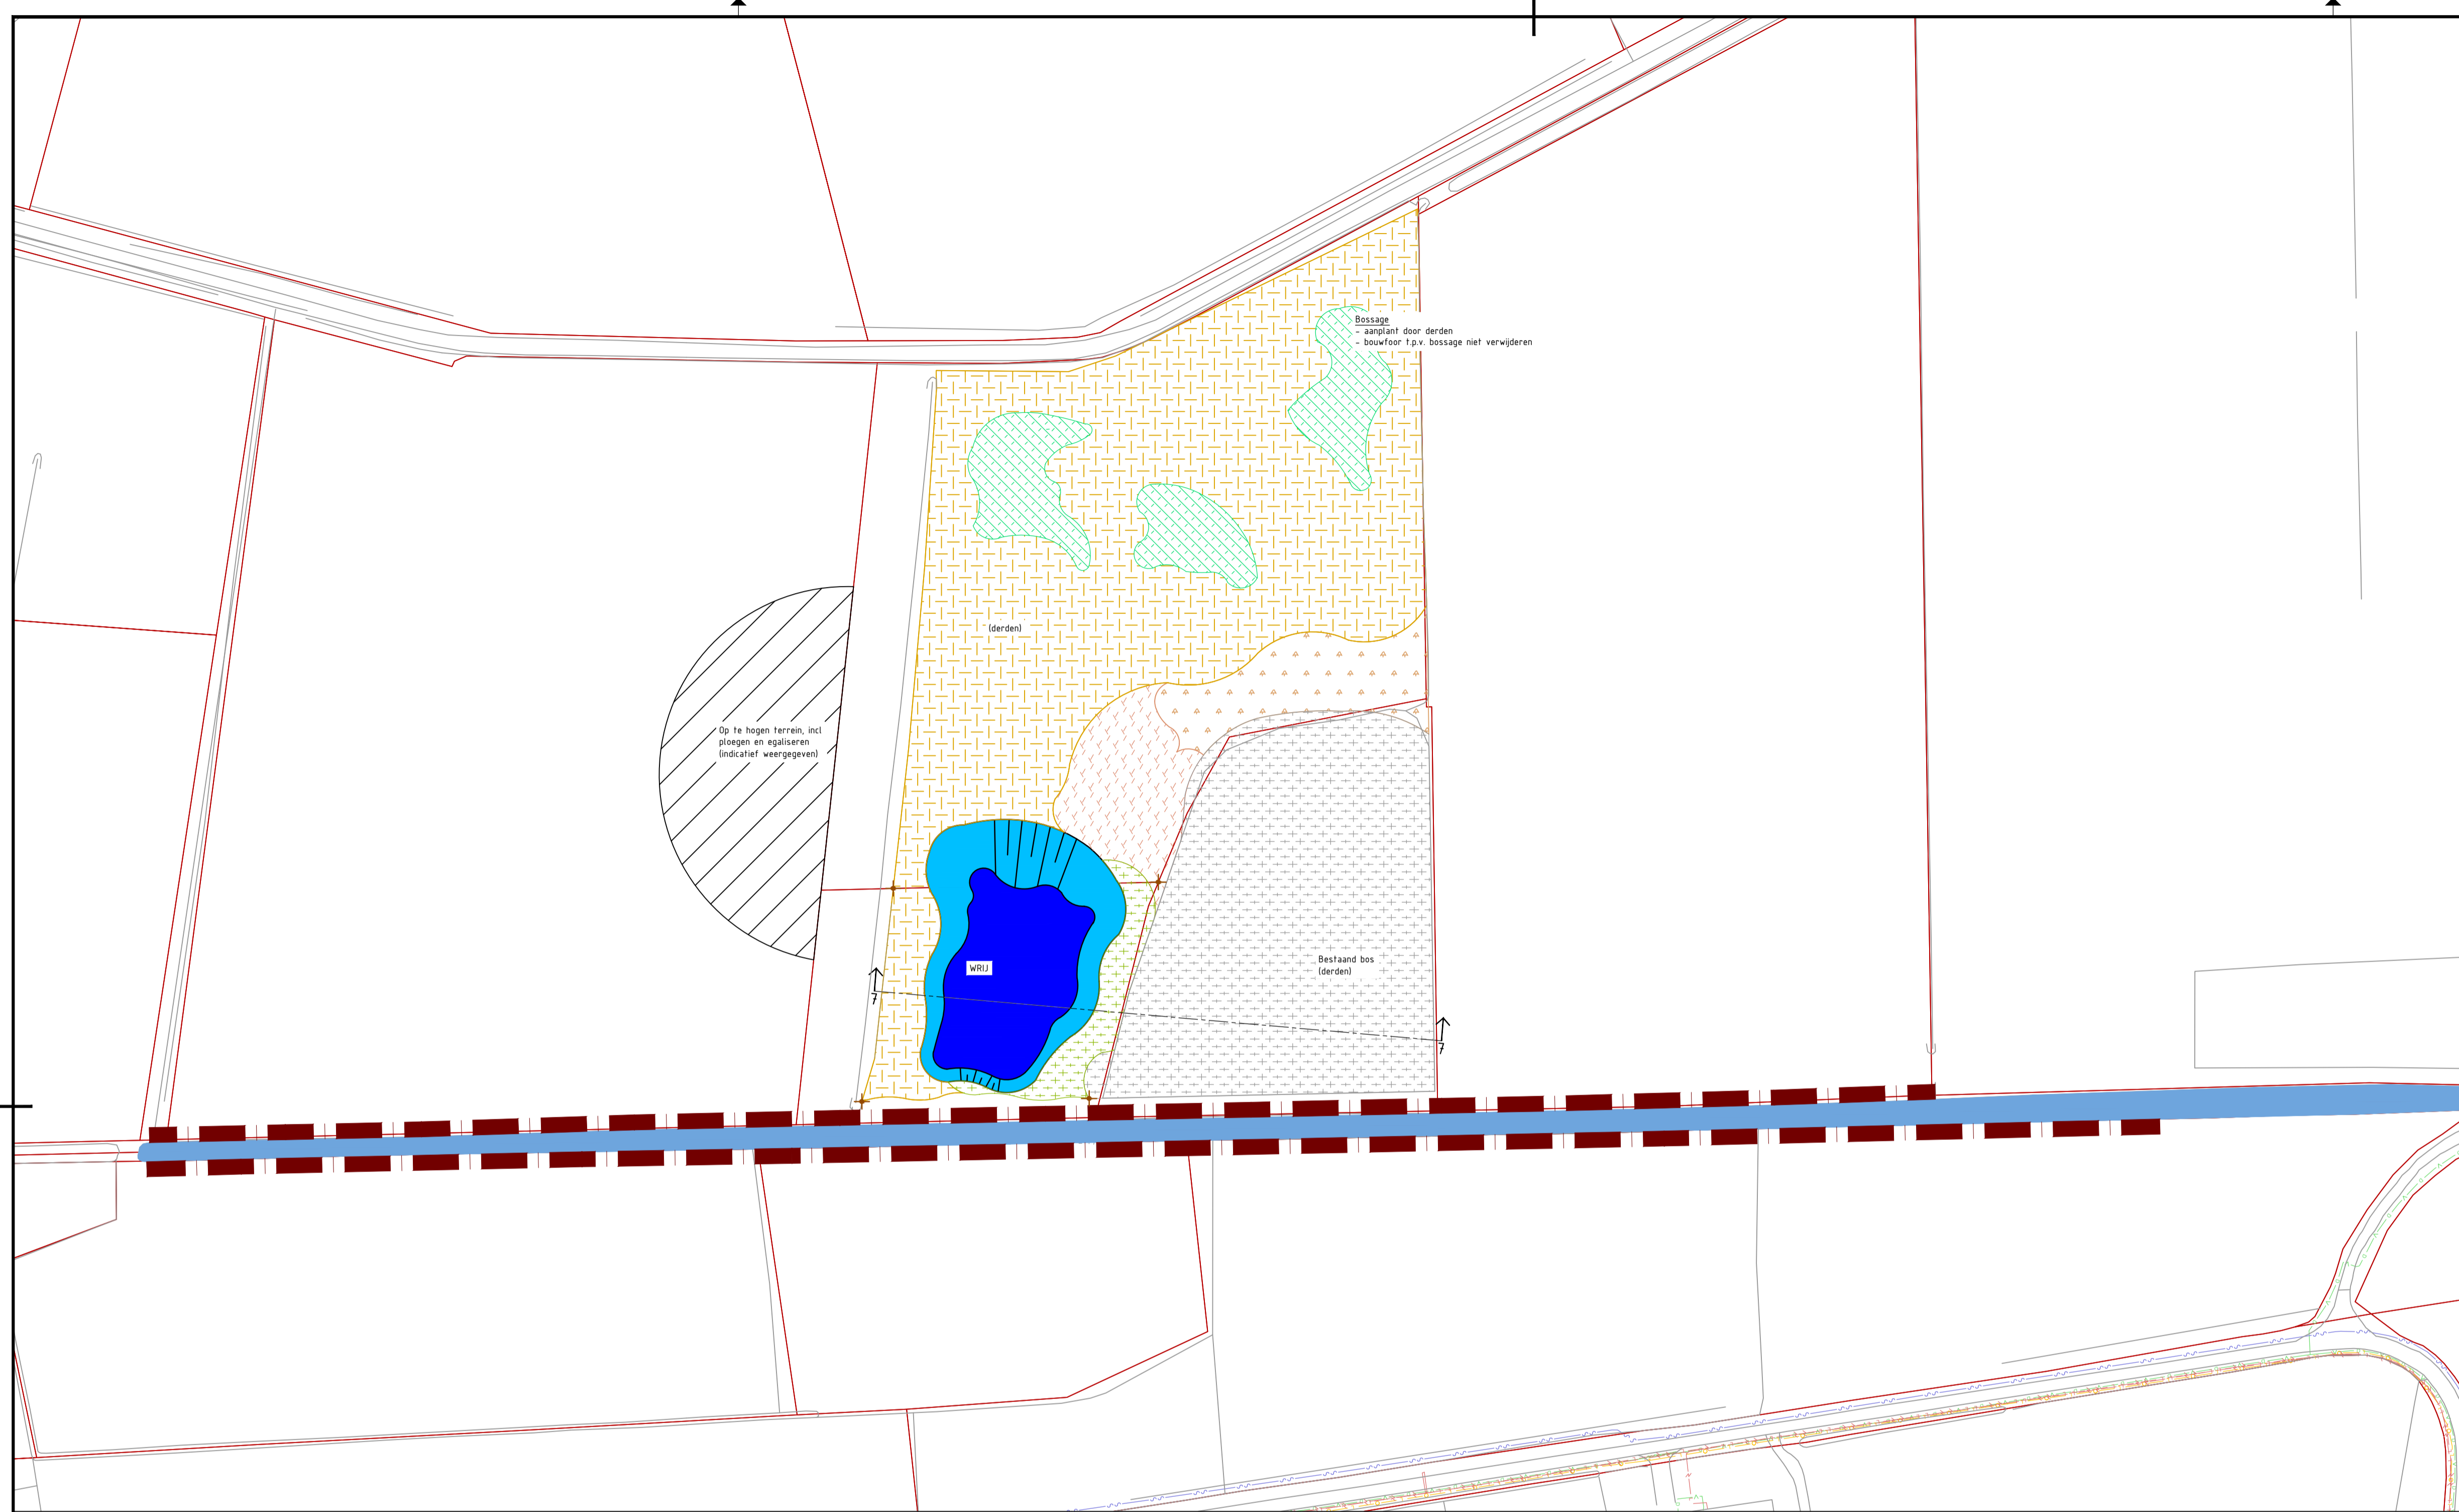 Bossage
- aanplant door derden
- bouwfoor t.p.v. bossage niet verwijderen
(derden)
Op te hogen terrein, incl
ploegen en egaliseren
(indicatief weergegeven)
WRIJ
Bestaand bos
(derden)
7
7